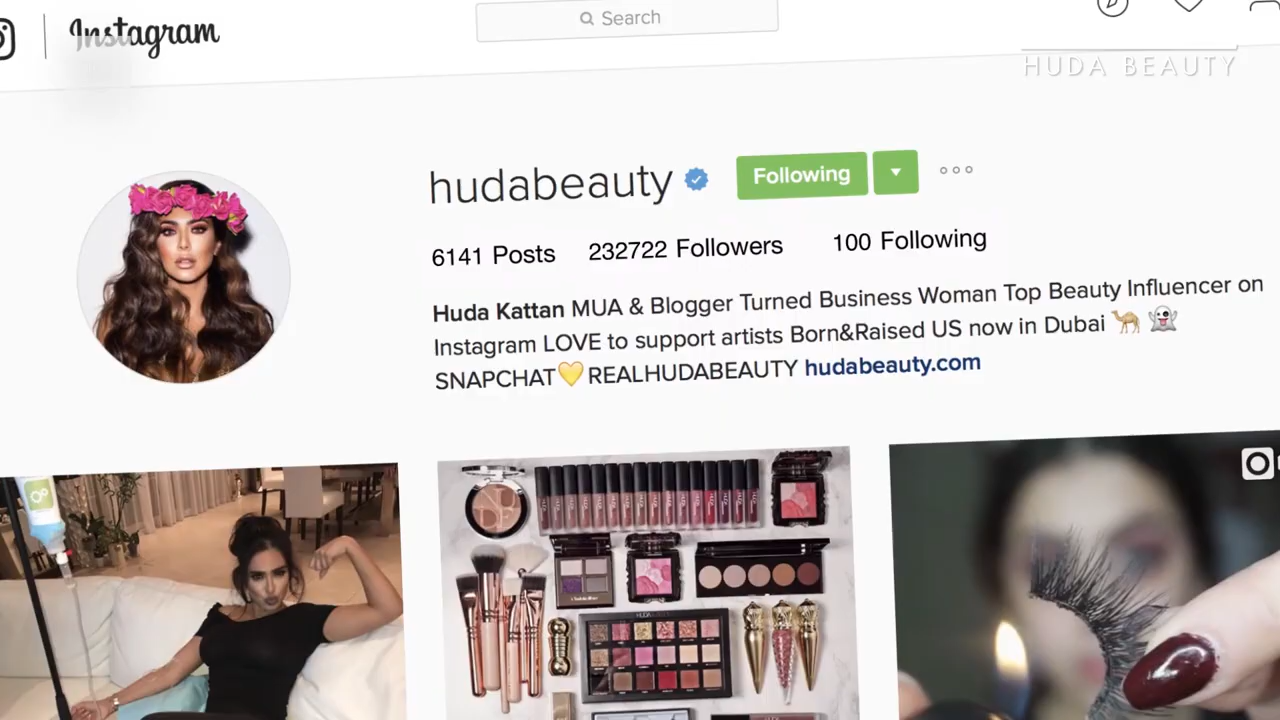 Instagram
Search
HUDA BEAUTY
hudabeauty
Following
6141 Posts 232722 Followers 100 Following
Huda Kattan MUA & Blogger Turned Business Woman Top Beauty Influencer on
Instagram LOVE to support artists Born&Raised US now in Dubai 🐪 👻
SNAPCHAT💛REALHUDABEAUTY hudabeauty.com